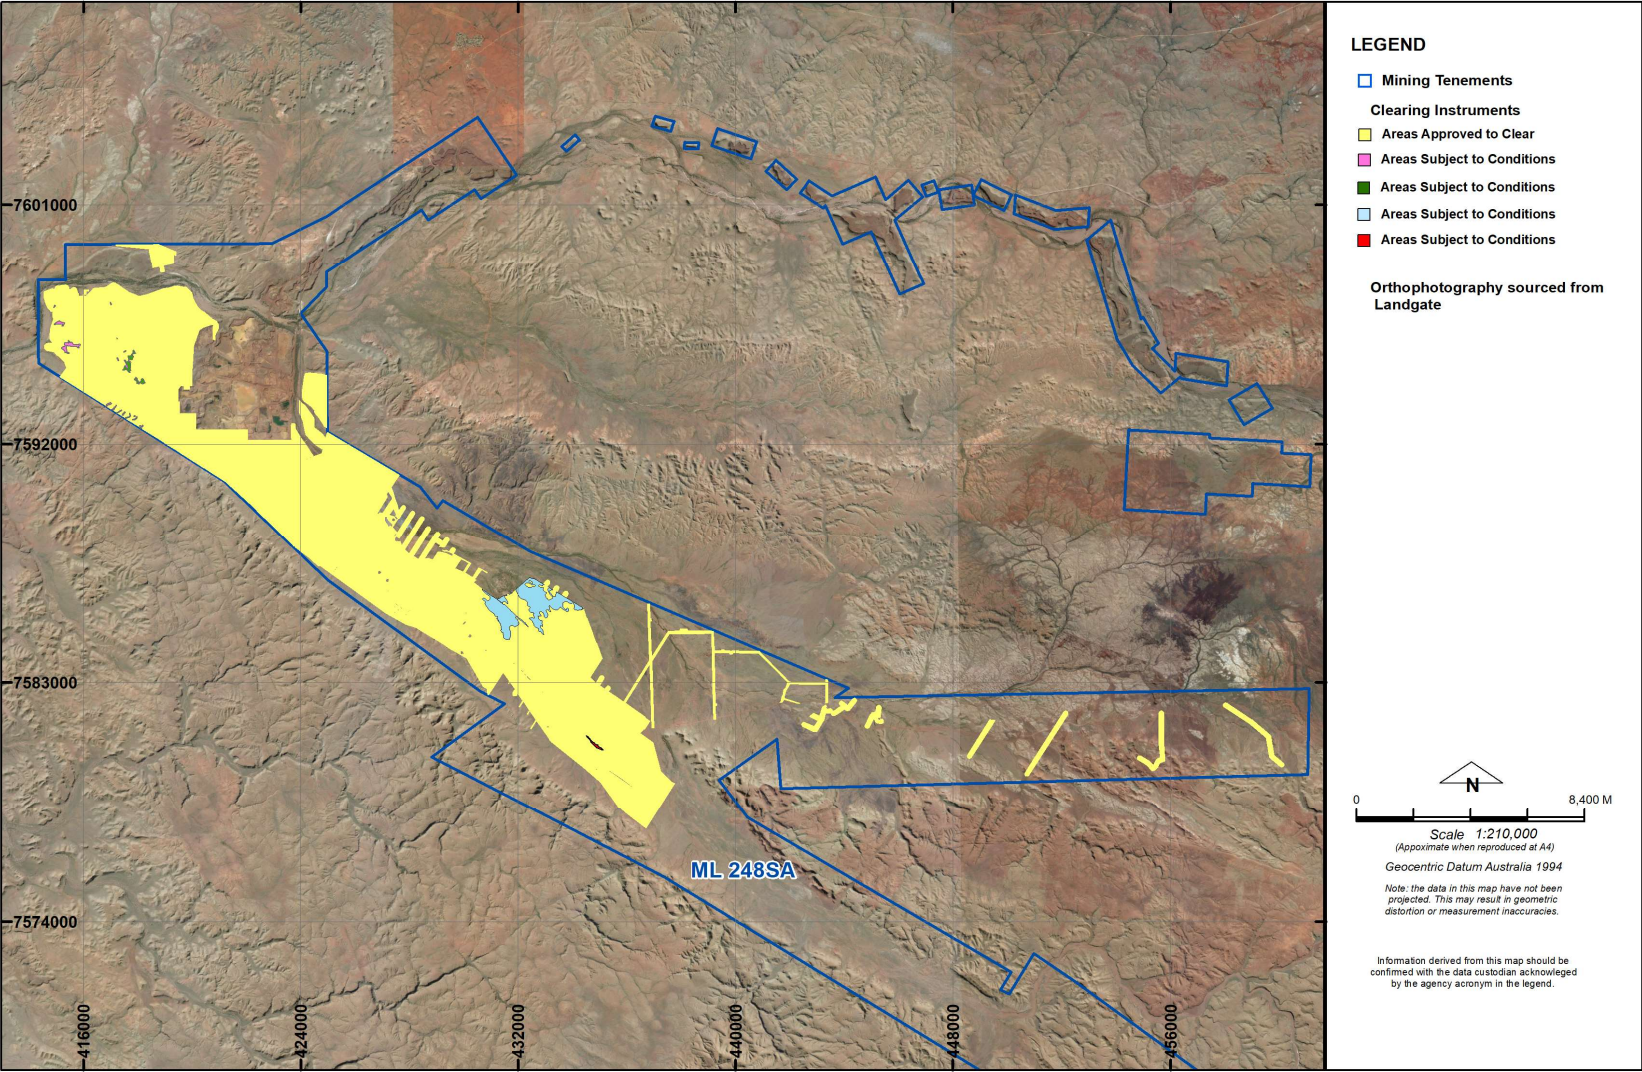 LEGEND
Mining Tenements
Clearing Instruments
Areas Approved to Clear
Areas Subject to Conditions
Areas Subject to Conditions
Areas Subject to Conditions
Areas Subject to Conditions
Orthophotography sourced from
Landgate
7601000
7592000
7583000
7574000
ML 248SA
416000
424000
432000
440000
448000
456000
N
0
8,400 M
Scale 1:210,000
(Appoximate when reproduced at A4)
Geocentric Datum Australia 1994
Note: the data in this map have not been
projected. This may result in geometric
distortion or measurement inaccuracies.
Information derived from this map should be
confirmed with the data custodian acknowleged
by the agency acronym in the legend.